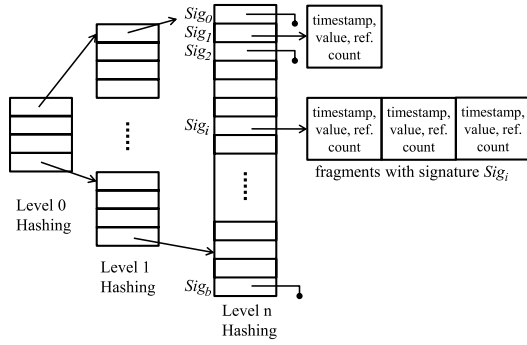 Sig0
Sig1
Sig2
timestamp,
value, ref.
count
Sigi
timestamp, timestamp, timestamp,
value, ref. value, ref. value, ref.
count count count
fragments with signature Sigi
Level 0
Hashing
Level 1
Hashing
Sigb
Level n
Hashing